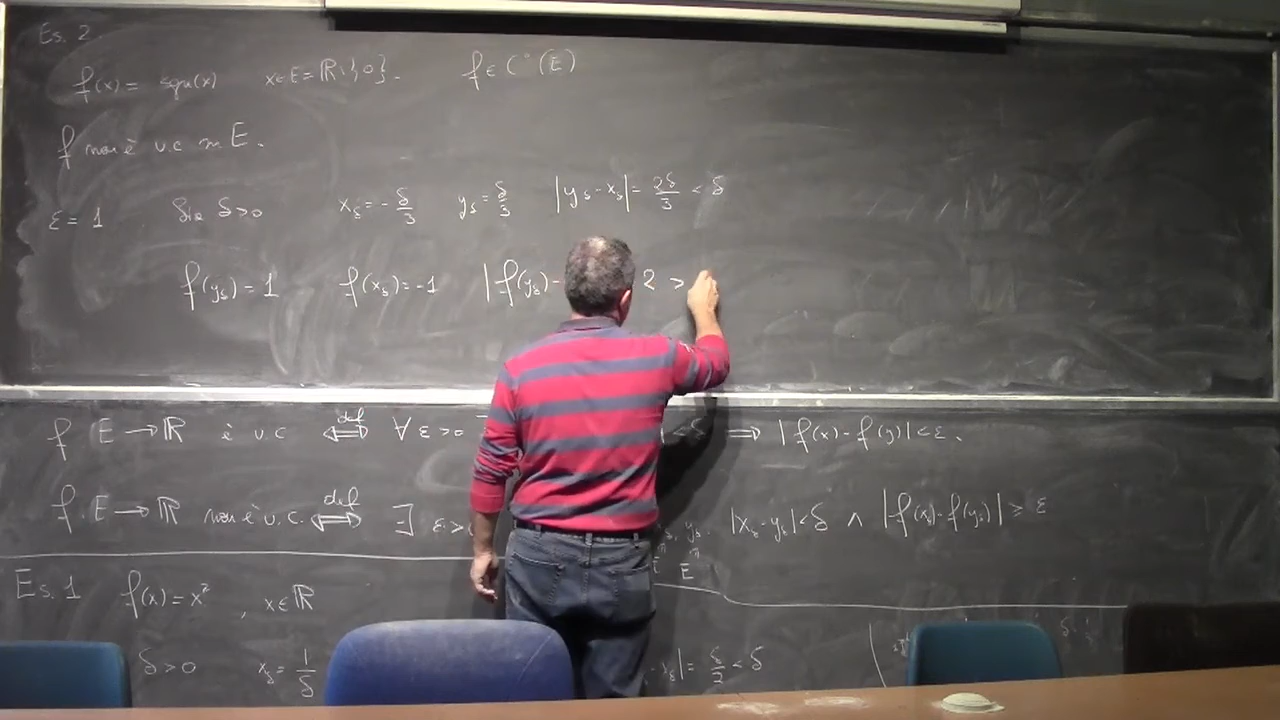 Es. 2.
f(x) = sgn(x) x∈E=ℝ\{0}. f∈C°(E)
f non è u.c in E.
ε = 1 Sia δ>0 x_δ = -δ/3 y_δ = δ/3 |y_δ - x_δ| = 2δ/3 < δ
f(y_δ) = 1 f(x_δ) = -1 |f(y_δ) - 2 >
f E → ℝ è u.c ⟺ def ∀ ε>0 | < δ ⟹ |f(x) - f(y)| < ε.
f. E → ℝ non è u.c. ⟺ def ∃ ε>0 y_δ. |x_δ - y_δ| < δ ∧ |f(x_δ) - f(y_δ)| ≥ ε
E
Es. 1 f(x) = x² , x∈ℝ
δ>0 x_δ = 1/δ - x_δ| = δ/2 < δ